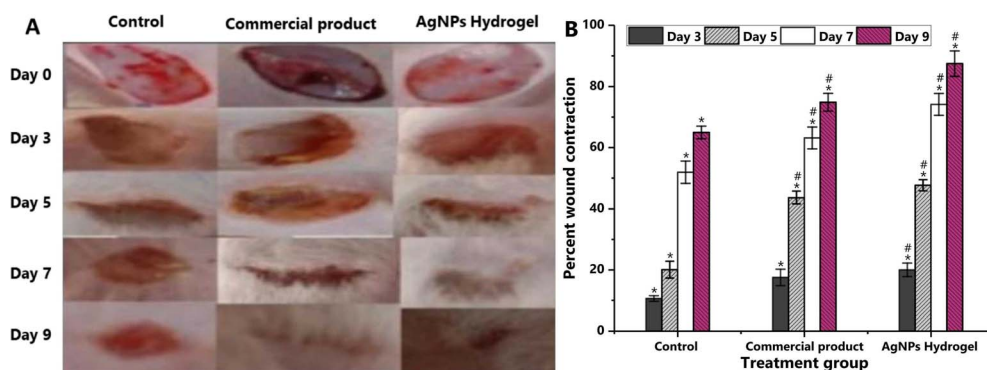 A
Control
Commercial product
AgNPs Hydrogel
Day 0
Day 3
Day 5
Day 7
Day 9
B
Day 3
Day 5
Day 7
Day 9
Percent wound contraction
100
80
60
40
20
0
*
*
*
*
*
#
*
#
*
#
*
#
*
#
*
#
*
#
*
Control
Commercial product
AgNPs Hydrogel
Treatment group